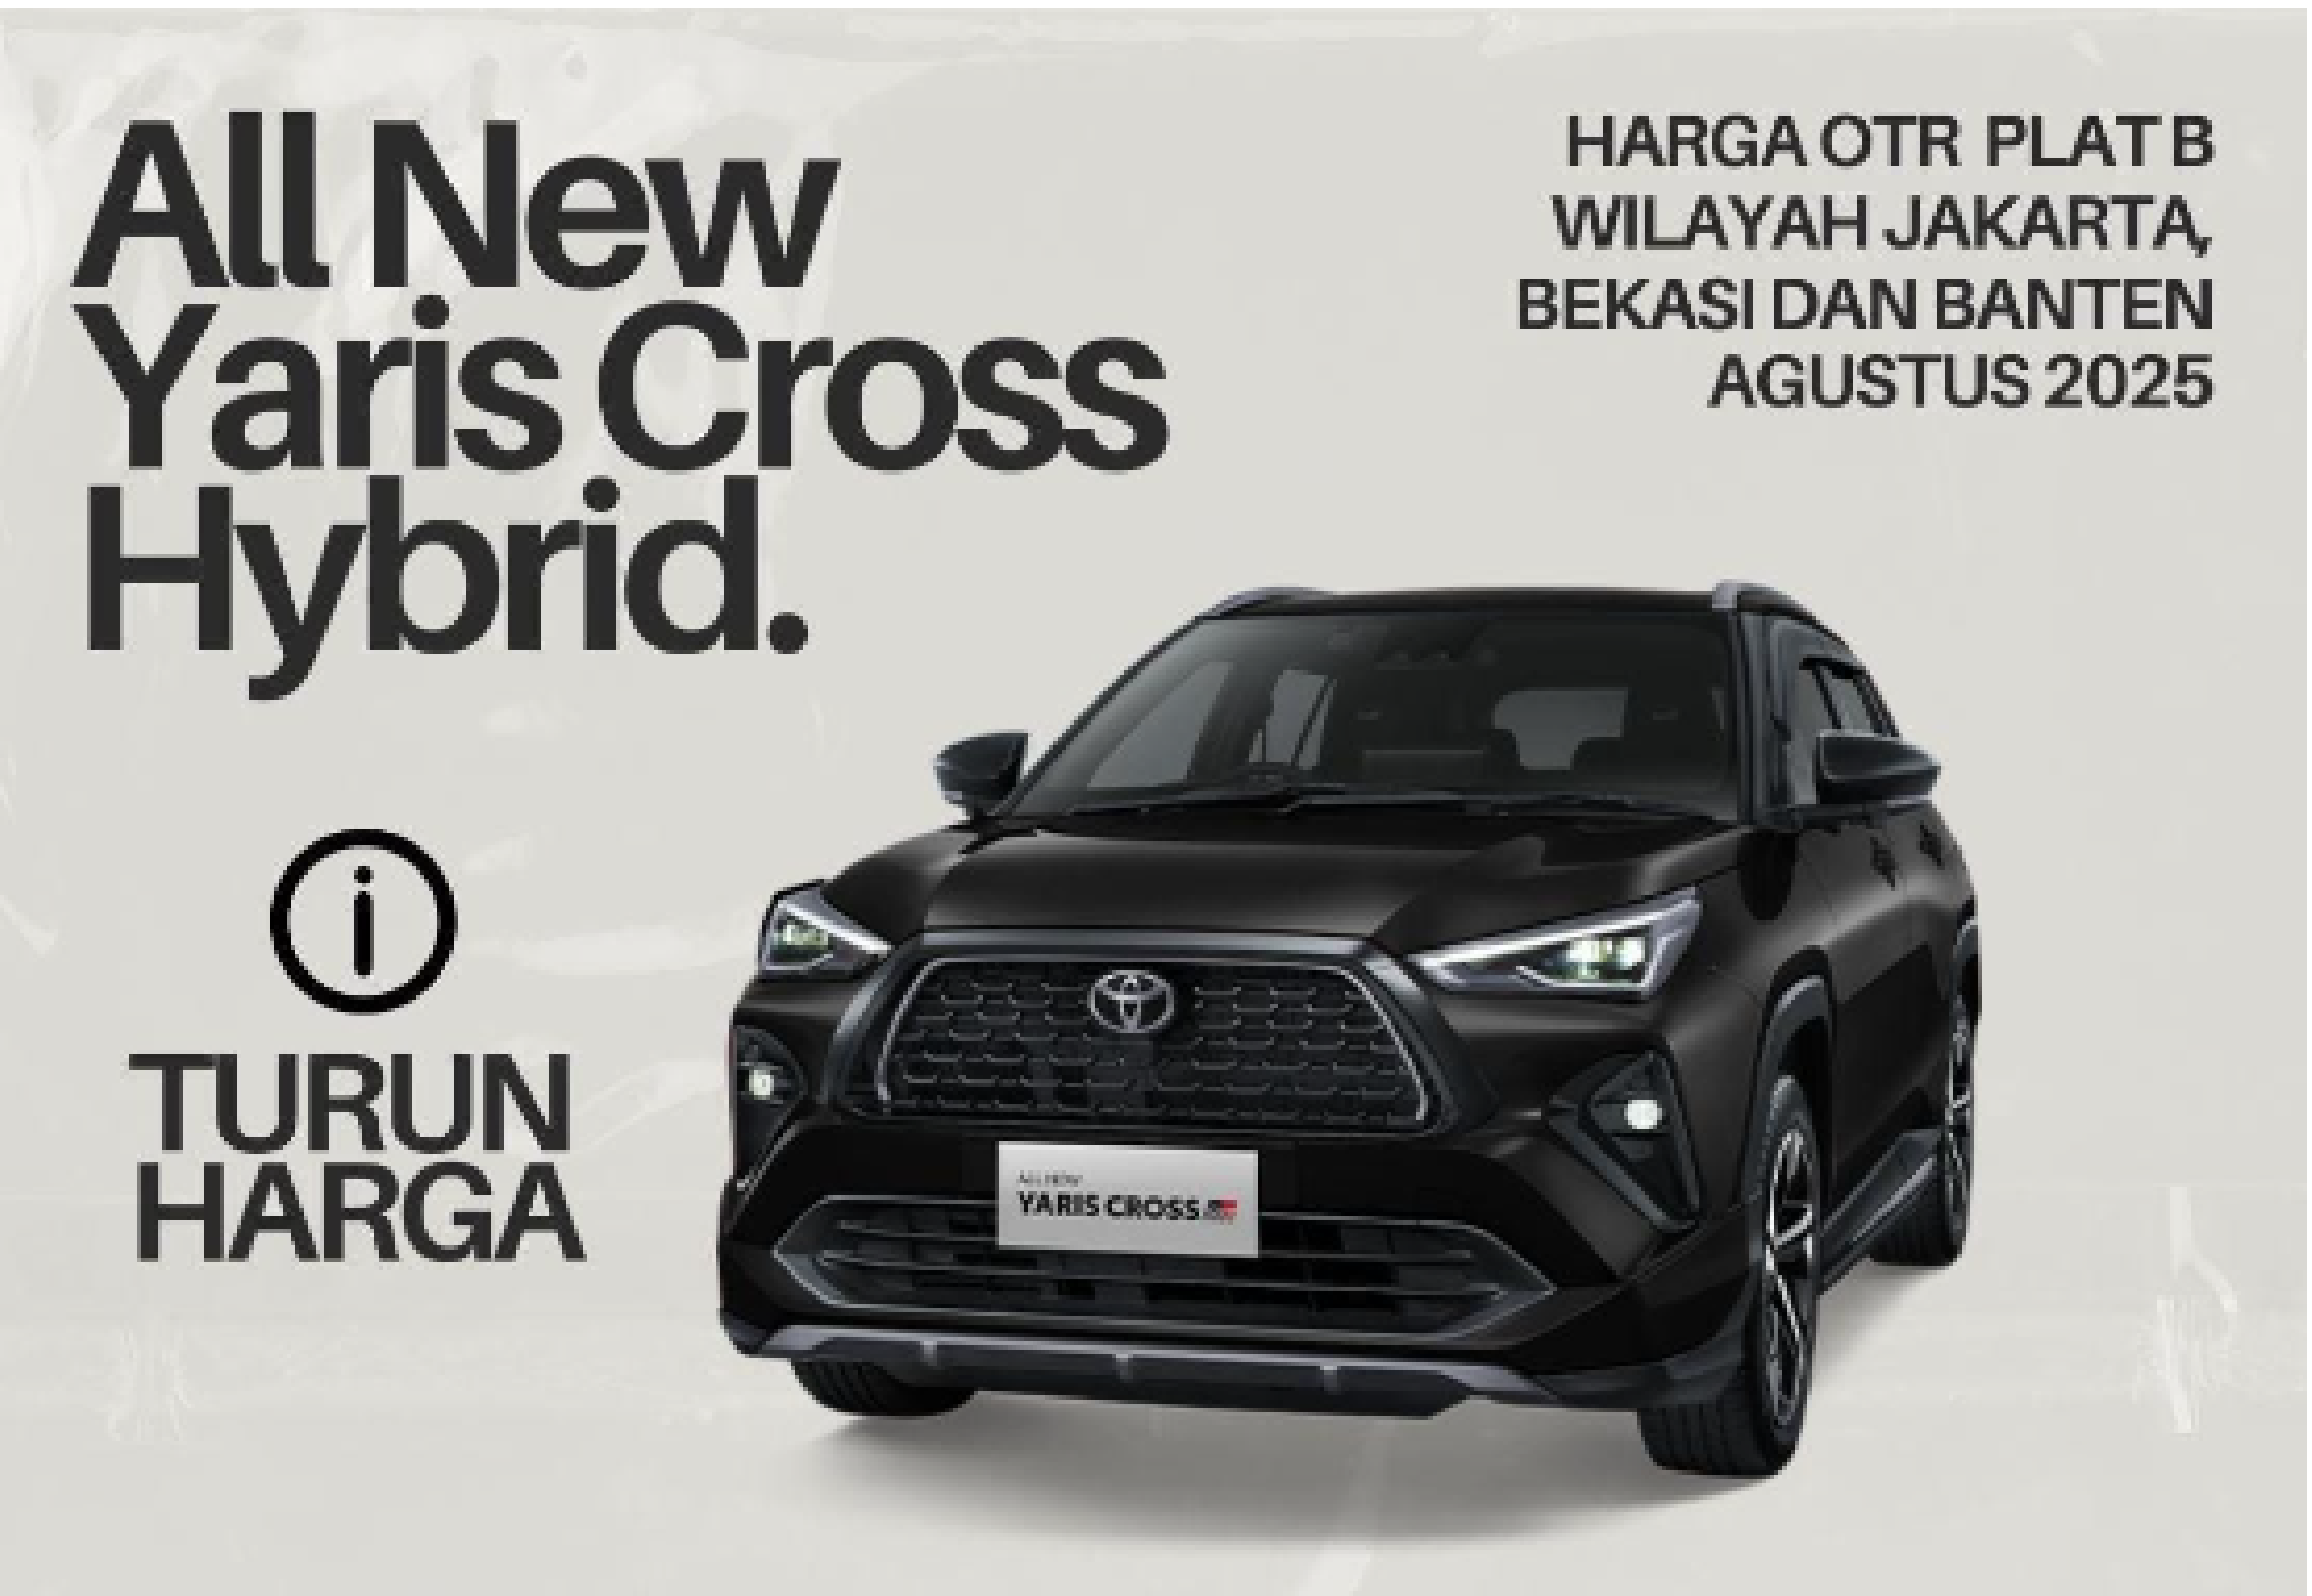 All New
Yaris Cross
Hybrid.
HARGA OTR PLAT B
WILAYAH JAKARTA,
BEKASI DAN BANTEN
AGUSTUS 2025
i
TURUN
HARGA
ALL NEW
YARIS CROSS